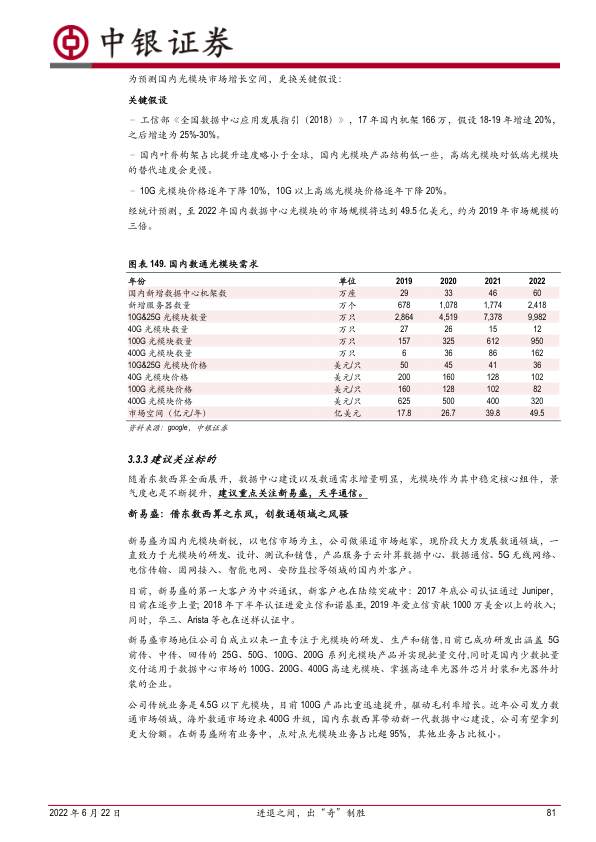 中银证券
为预测国内光模块市场增长空间，更换关键假设：
关键假设
– 工信部《全国数据中心应用发展指引（2018）》，17 年国内机架 166 万，假设 18-19 年增速 20%，
之后增速为 25%-30%。
– 国内叶脊构架占比提升速度略小于全球，国内光模块产品结构低一些，高端光模块对低端光模块
的替代速度会更慢。
– 10G 光模块价格逐年下降 10%，10G 以上高端光模块价格逐年下降 20%。
经统计预测，至 2022 年国内数据中心光模块的市场规模将达到 49.5 亿美元，约为 2019 年市场规模的
三倍。
图表 149. 国内数通光模块需求
年份 单位 2019 2020 2021 2022
国内新增数据中心机架数 万座 29 33 46 60
新增服务器数量 万个 678 1,078 1,774 2,418
10G&25G 光模块数量 万只 2,864 4,519 7,378 9,982
40G 光模块数量 万只 27 26 15 12
100G 光模块数量 万只 157 325 612 950
400G 光模块数量 万只 6 36 86 162
10G&25G 光模块价格 美元/只 50 45 41 36
40G 光模块价格 美元/只 200 160 128 102
100G 光模块价格 美元/只 160 128 102 82
400G 光模块价格 美元/只 625 500 400 320
市场空间（亿元/年） 亿美元 17.8 26.7 39.8 49.5
资料来源：google，中银证券
3.3.3 建议关注标的
随着东数西算全面展开，数据中心建设以及数通需求增量明显，光模块作为其中稳定核心组件，景
气度也是不断提升，建议重点关注新易盛，天孚通信。
新易盛：借东数西算之东风，创数通领域之风骚
新易盛为国内光模块新锐，以电信市场为主，公司做渠道市场起家，现阶段大力发展数通领域，一
直致力于光模块的研发、设计、测试和销售，产品服务于云计算数据中心、数据通信、5G 无线网络、
电信传输、固网接入、智能电网、安防监控等领域的国内外客户。
目前，新易盛的第一大客户为中兴通讯，新客户也在陆续突破中：2017 年底公司认证通过 Juniper，
目前在逐步上量；2018 年下半年认证进爱立信和诺基亚，2019 年爱立信贡献 1000 万美金以上的收入；
同时，华三、Arista 等也在送样认证中。
新易盛市场地位公司自成立以来一直专注于光模块的研发、生产和销售,目前已成功研发出涵盖 5G
前传、中传、回传的 25G、50G、100G、200G 系列光模块产品并实现批量交付,同时是国内少数批量
交付运用于数据中心市场的 100G、200G、400G 高速光模块、掌握高速率光器件芯片封装和光器件封
装的企业。
公司传统业务是 4.5G 以下光模块，目前 100G 产品比重迅速提升，驱动毛利率增长。近年公司发力数
通市场领域，海外数通市场迎来 400G 升级，国内东数西算带动新一代数据中心建设，公司有望拿到
更大份额。在新易盛所有业务中，点对点光模块业务占比超 95%，其他业务占比极小。
2022 年 6 月 22 日 进退之间，出“奇”制胜 81